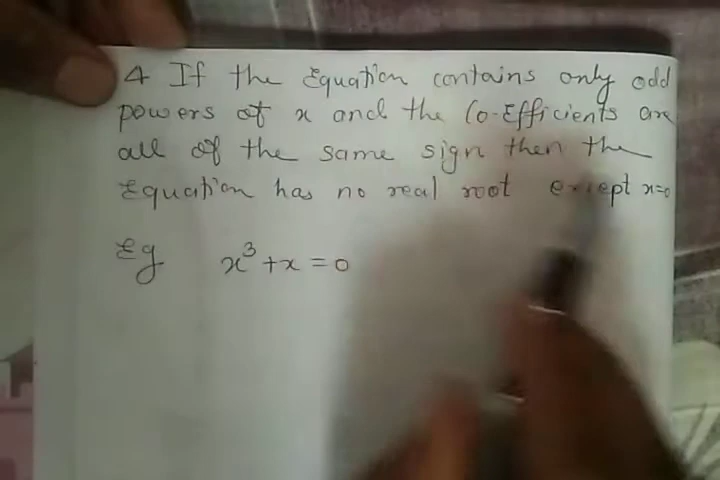 4 If the Equation contains only odd
powers of x and the Co-Efficients are
all of the same sign then the
Equation has no real root except x=0
Eg x³+x=0